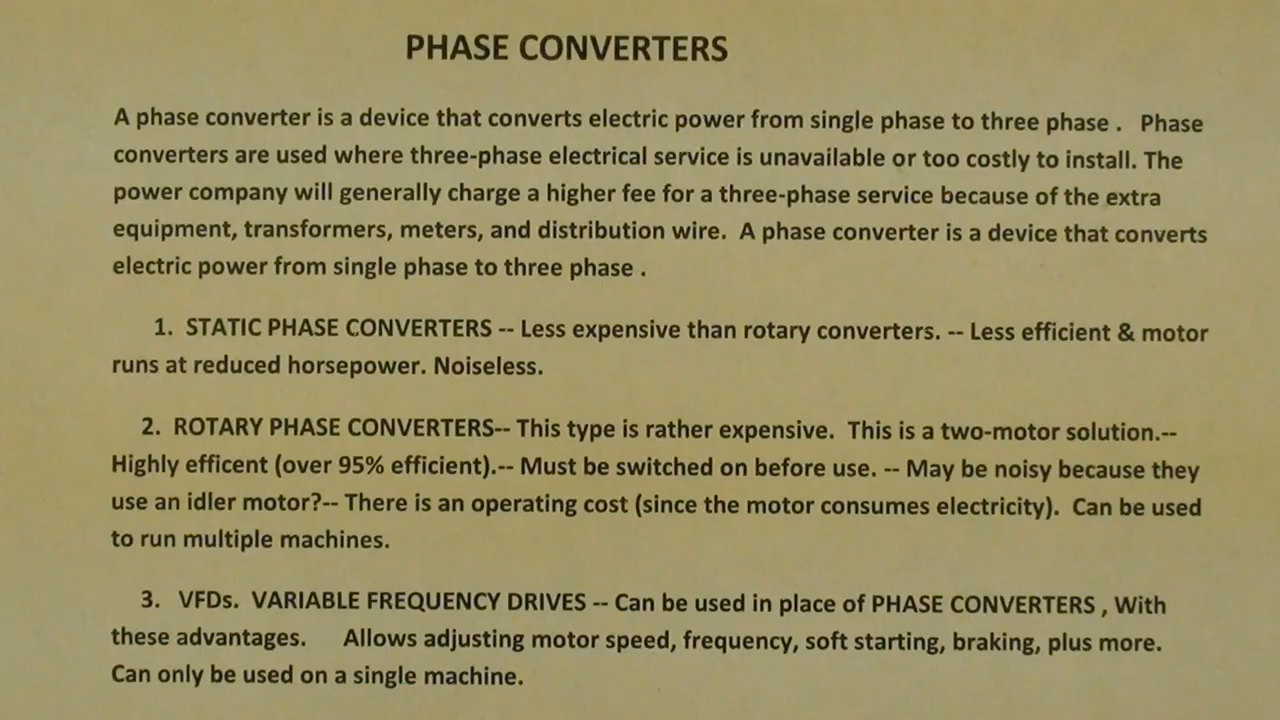 PHASE CONVERTERS
A phase converter is a device that converts electric power from single phase to three phase .   Phase
converters are used where three-phase electrical service is unavailable or too costly to install. The
power company will generally charge a higher fee for a three-phase service because of the extra
equipment, transformers, meters, and distribution wire.  A phase converter is a device that converts
electric power from single phase to three phase .
1.  STATIC PHASE CONVERTERS -- Less expensive than rotary converters. -- Less efficient & motor
runs at reduced horsepower. Noiseless.
2.  ROTARY PHASE CONVERTERS-- This type is rather expensive.  This is a two-motor solution.--
Highly efficent (over 95% efficient).-- Must be switched on before use. -- May be noisy because they
use an idler motor?-- There is an operating cost (since the motor consumes electricity).  Can be used
to run multiple machines.
3.   VFDs.  VARIABLE FREQUENCY DRIVES -- Can be used in place of PHASE CONVERTERS , With
these advantages.     Allows adjusting motor speed, frequency, soft starting, braking, plus more.
Can only be used on a single machine.